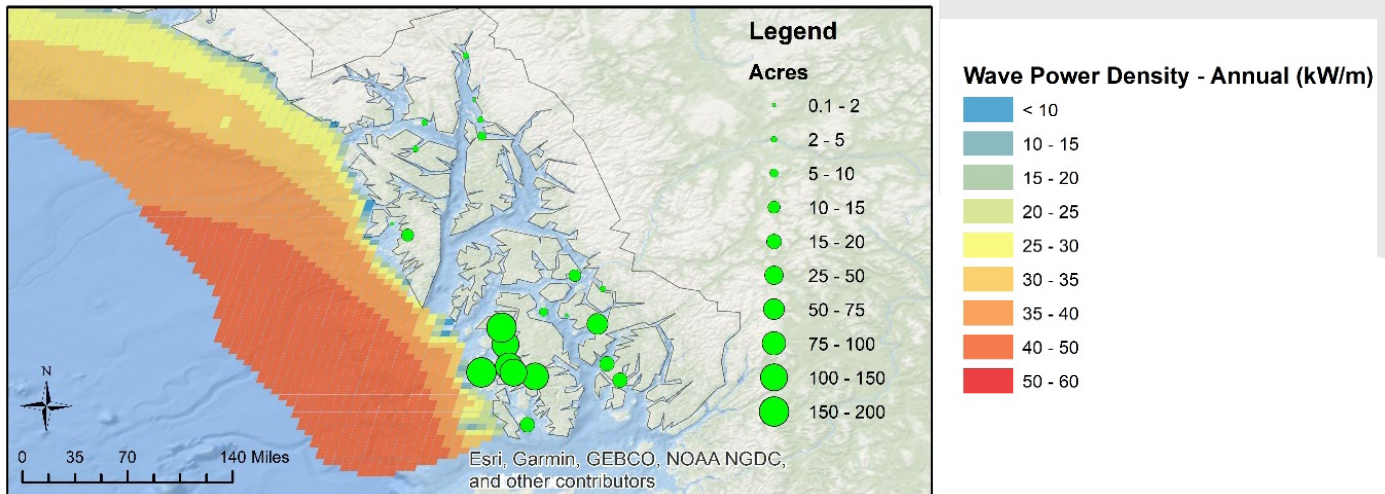 Legend
Acres
0.1 - 2
2 - 5
5 - 10
10 - 15
15 - 20
25 - 50
50 - 75
75 - 100
100 - 150
150 - 200
N
0 35 70 140 Miles
Esri, Garmin, GEBCO, NOAA NGDC,
and other contributors
Wave Power Density - Annual (kW/m)
< 10
10 - 15
15 - 20
20 - 25
25 - 30
30 - 35
35 - 40
40 - 50
50 - 60